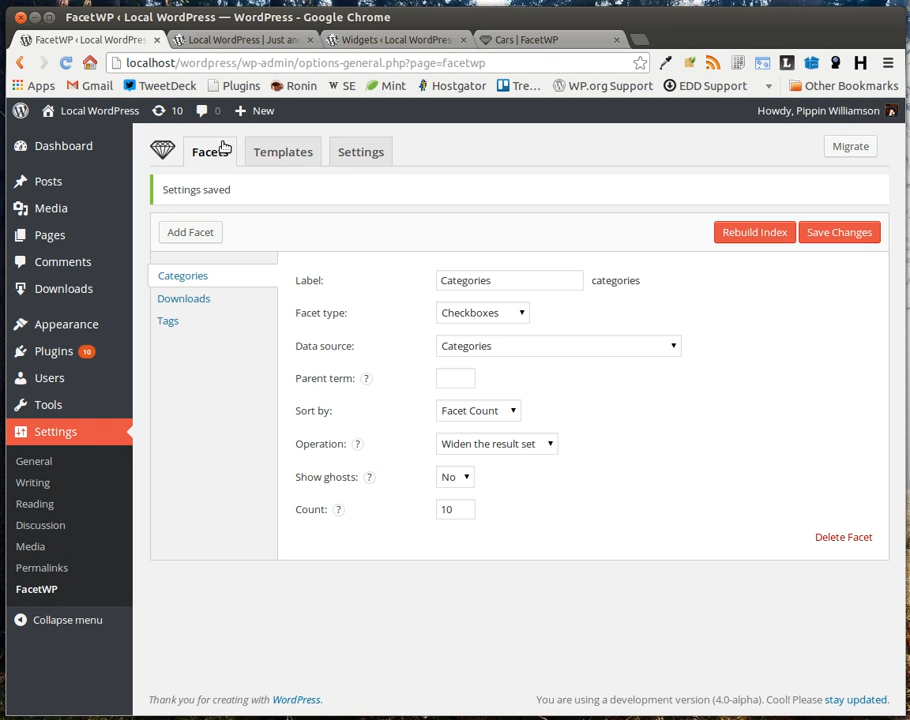 FacetWP ‹ Local WordPress — WordPress - Google Chrome
FacetWP ‹ Local WordPres × Local WordPress | Just an × Widgets ‹ Local WordPres × Cars | FacetWP ×
localhost/wordpress/wp-admin/options-general.php?page=facetwp
Apps Gmail TweetDeck Plugins Ronin SE Mint Hostgator Tre... WP.org Support EDD Support Other Bookmarks
Local WordPress 10 0 New Howdy, Pippin Williamson
Dashboard
Posts
Media
Pages
Comments
Downloads
Appearance
Plugins 10
Users
Tools
Settings
General
Writing
Reading
Discussion
Media
Permalinks
FacetWP
Collapse menu
Facets Templates Settings Migrate
Settings saved
Add Facet Rebuild Index Save Changes
Categories
Downloads
Tags
Label: Categories categories
Facet type: Checkboxes
Data source: Categories
Parent term: ?
Sort by: Facet Count
Operation: ? Widen the result set
Show ghosts: ? No
Count: ? 10
Delete Facet
Thank you for creating with WordPress. You are using a development version (4.0-alpha). Cool! Please stay updated.